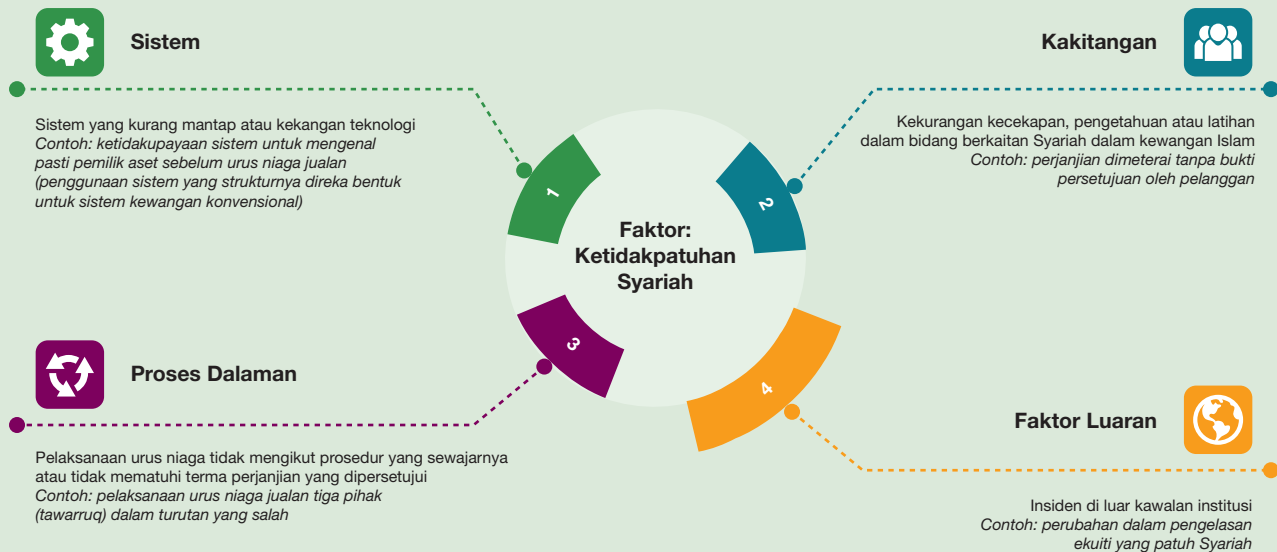 Sistem
Sistem yang kurang mantap atau kekangan teknologi
Contoh: ketidakupayaan sistem untuk mengenal
pasti pemilik aset sebelum urus niaga jualan
(penggunaan sistem yang strukturnya direka bentuk
untuk sistem kewangan konvensional)
Kakitangan
Kekurangan kecekapan, pengetahuan atau latihan
dalam bidang berkaitan Syariah dalam kewangan Islam
Contoh: perjanjian dimeterai tanpa bukti
persetujuan oleh pelanggan
1
2
Faktor:
Ketidakpatuhan
Syariah
3
4
Proses Dalaman
Pelaksanaan urus niaga tidak mengikut prosedur yang sewajarnya
atau tidak mematuhi terma perjanjian yang dipersetujui
Contoh: pelaksanaan urus niaga jualan tiga pihak
(tawarruq) dalam turutan yang salah
Faktor Luaran
Insiden di luar kawalan institusi
Contoh: perubahan dalam pengelasan
ekuiti yang patuh Syariah